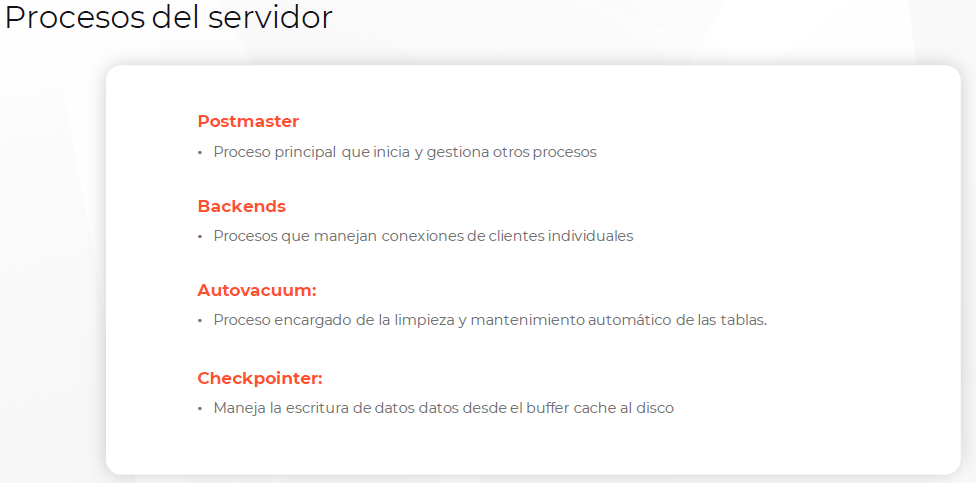 Procesos del servidor
Postmaster
• Proceso principal que inicia y gestiona otros procesos
Backends
• Procesos que manejan conexiones de clientes individuales
Autovacuum:
• Proceso encargado de la limpieza y mantenimiento automático de las tablas.
Checkpointer:
• Maneja la escritura de datos datos desde el buffer cache al disco